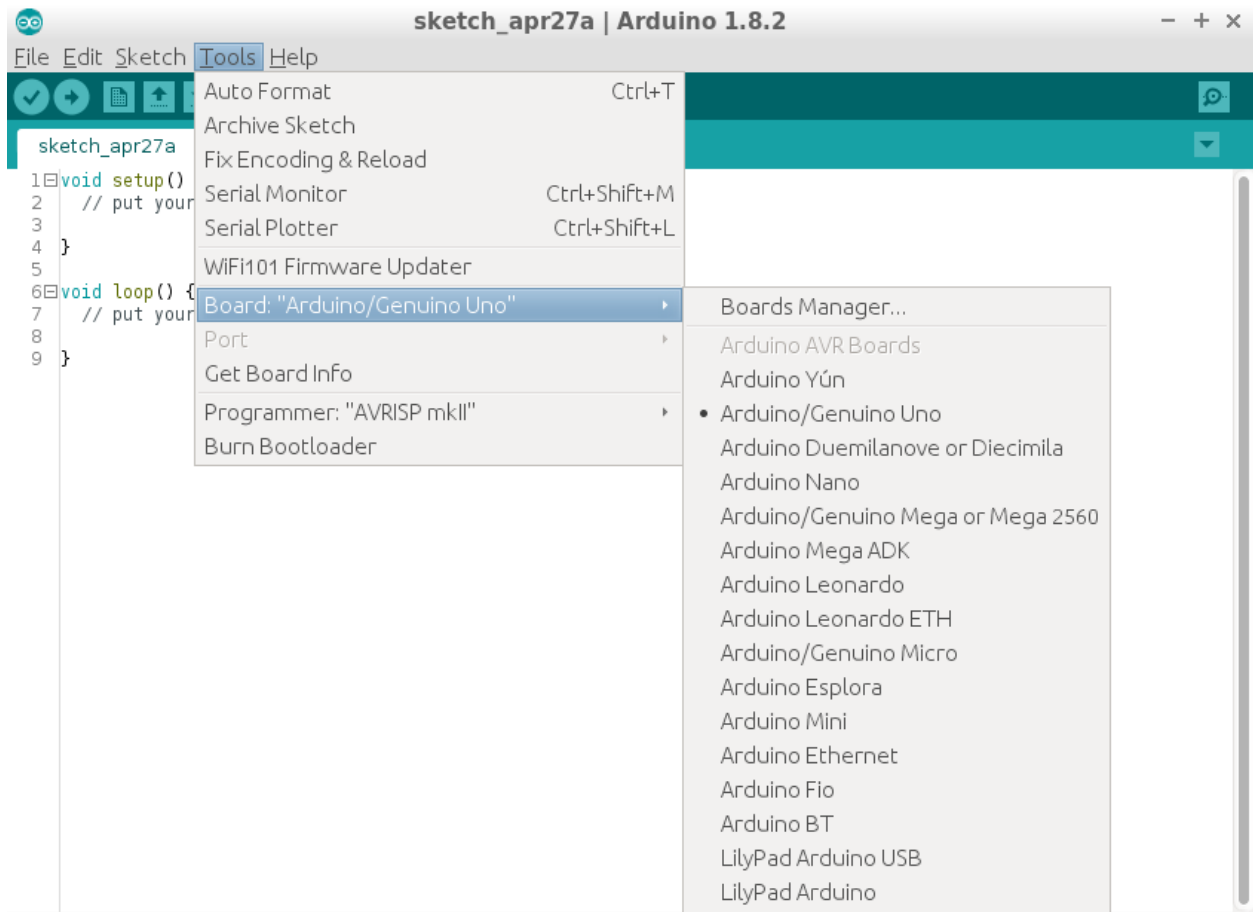 sketch_apr27a | Arduino 1.8.2
File Edit Sketch Tools Help
sketch_apr27a
1 void setup()
2 // put your
3
4 }
5
6 void loop() {
7 // put your
8
9 }
Auto Format Ctrl+T
Archive Sketch
Fix Encoding & Reload
Serial Monitor Ctrl+Shift+M
Serial Plotter Ctrl+Shift+L
WiFi101 Firmware Updater
Board: "Arduino/Genuino Uno"
Port
Get Board Info
Programmer: "AVRISP mkII"
Burn Bootloader
Boards Manager...
Arduino AVR Boards
Arduino Yún
Arduino/Genuino Uno
Arduino Duemilanove or Diecimila
Arduino Nano
Arduino/Genuino Mega or Mega 2560
Arduino Mega ADK
Arduino Leonardo
Arduino Leonardo ETH
Arduino/Genuino Micro
Arduino Esplora
Arduino Mini
Arduino Ethernet
Arduino Fio
Arduino BT
LilyPad Arduino USB
LilyPad Arduino